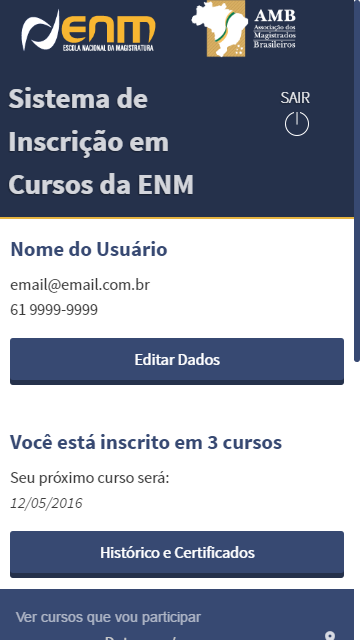 ENM
ESCOLA NACIONAL DA MAGISTRATURA
AMB
Associação dos
Magistrados
Brasileiros
Sistema de
Inscrição em
Cursos da ENM
SAIR
Nome do Usuário
email@email.com.br
61 9999-9999
Editar Dados
Você está inscrito em 3 cursos
Seu próximo curso será:
12/05/2016
Histórico e Certificados
Ver cursos que vou participar